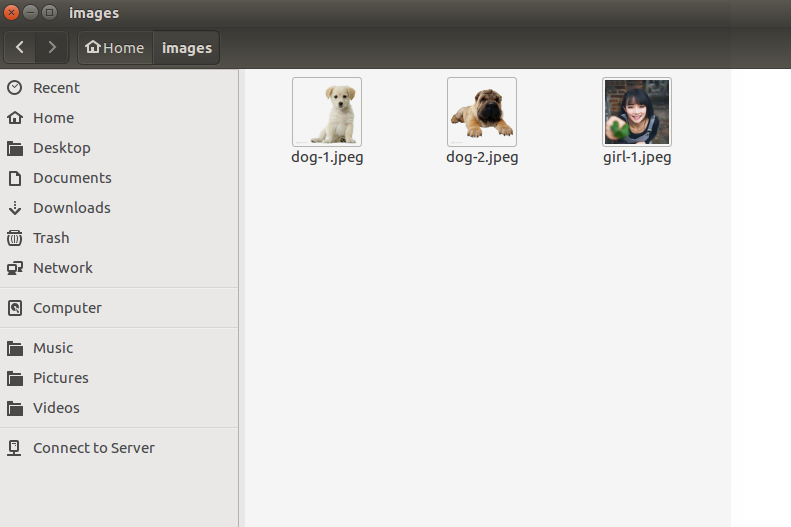 images
Home images
Recent
Home
Desktop
Documents
Downloads
Trash
Network
Computer
Music
Pictures
Videos
Connect to Server
dog-1.jpeg dog-2.jpeg girl-1.jpeg